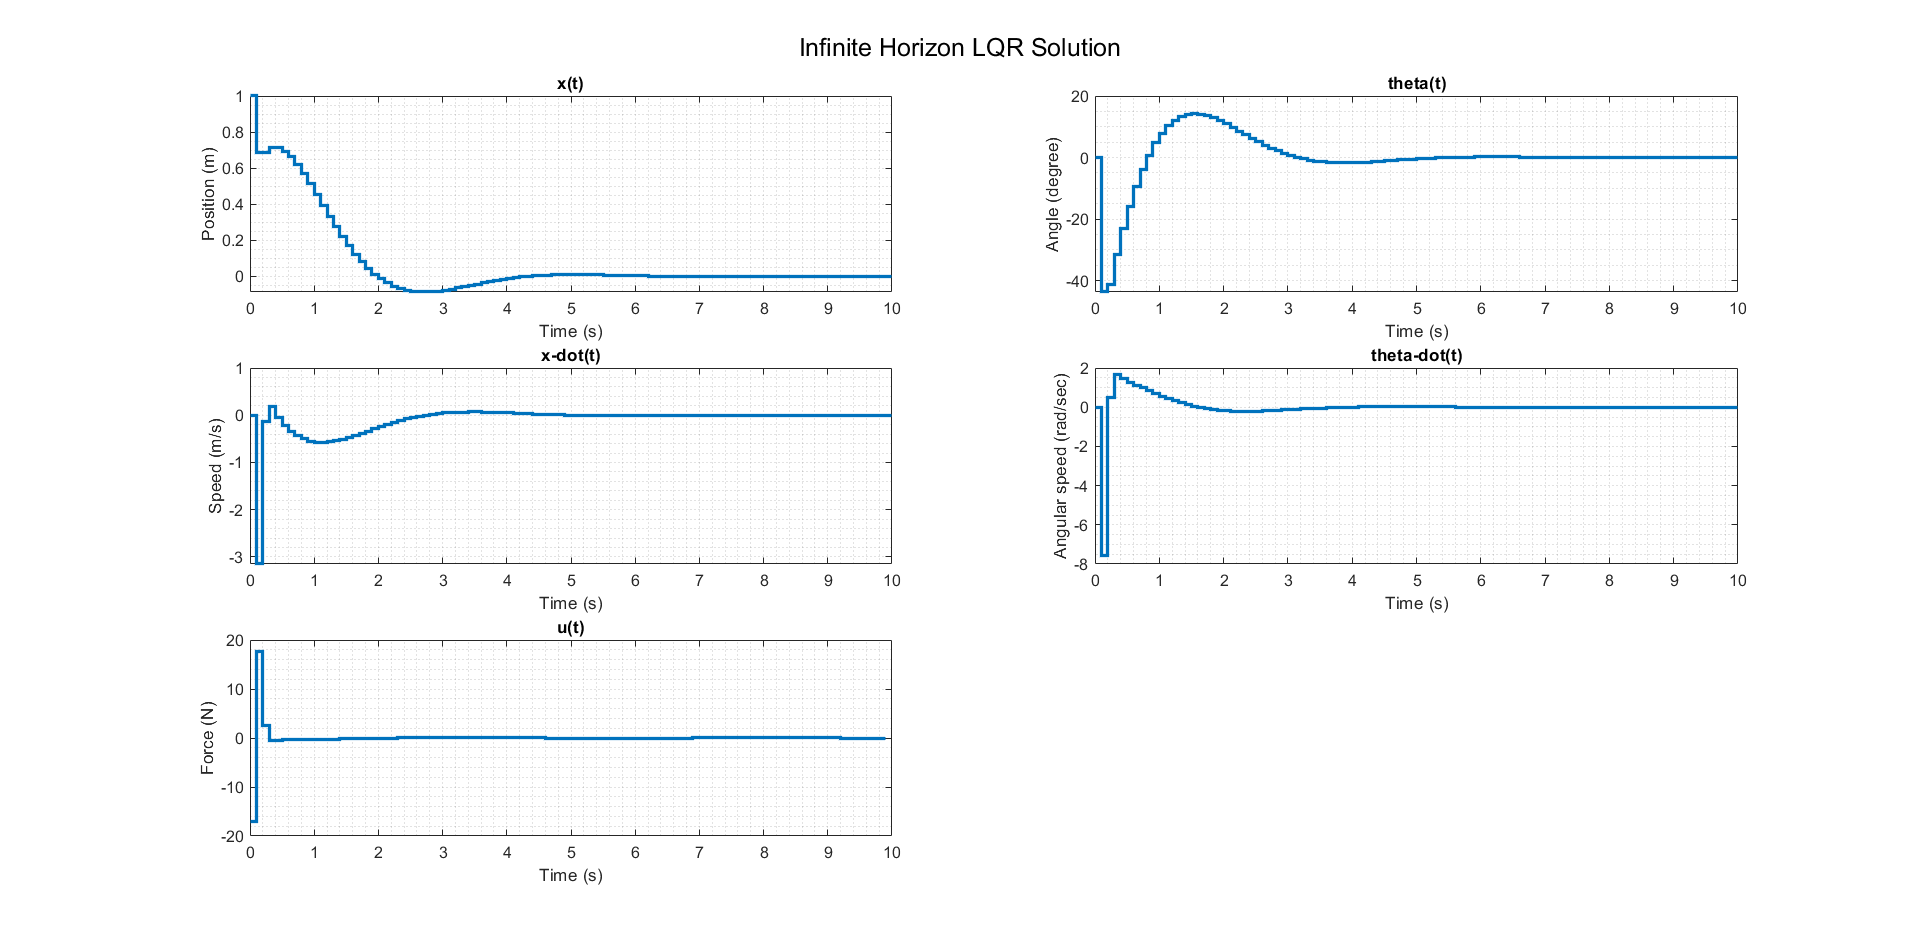 Infinite Horizon LQR Solution
x(t)
1
0.8
0.6
0.4
0.2
0
Position (m)
0 1 2 3 4 5 6 7 8 9 10
Time (s)
theta(t)
20
0
-20
-40
Angle (degree)
0 1 2 3 4 5 6 7 8 9 10
Time (s)
x-dot(t)
1
0
-1
-2
-3
Speed (m/s)
0 1 2 3 4 5 6 7 8 9 10
Time (s)
theta-dot(t)
2
0
-2
-4
-6
-8
Angular speed (rad/sec)
0 1 2 3 4 5 6 7 8 9 10
Time (s)
u(t)
20
10
0
-10
-20
Force (N)
0 1 2 3 4 5 6 7 8 9 10
Time (s)